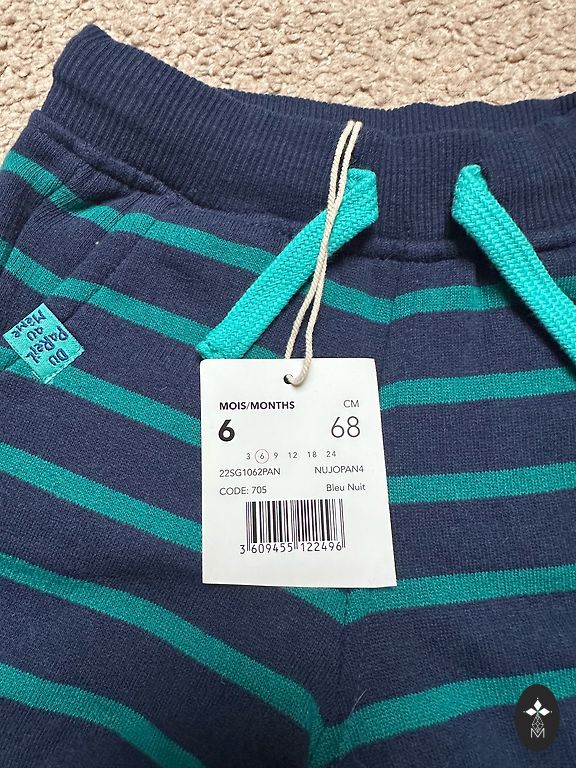 DU
PaReiL
au
MêMe
MOIS/MONTHS CM
6 68
3 6 9 12 18 24
22SG1062PAN NUJOPAN4
CODE: 705 Bleu Nuit
3 609455 122496
M